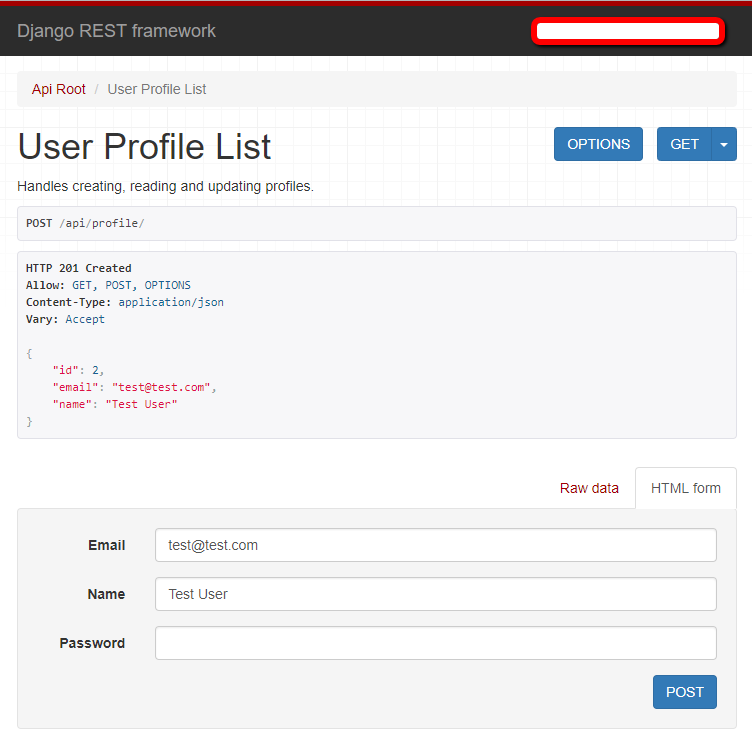 Django REST framework
Api Root / User Profile List
User Profile List
OPTIONS
GET
Handles creating, reading and updating profiles.
POST /api/profile/
HTTP 201 Created
Allow: GET, POST, OPTIONS
Content-Type: application/json
Vary: Accept
{
    "id": 2,
    "email": "test@test.com",
    "name": "Test User"
}
Raw data
HTML form
Email test@test.com
Name Test User
Password
POST